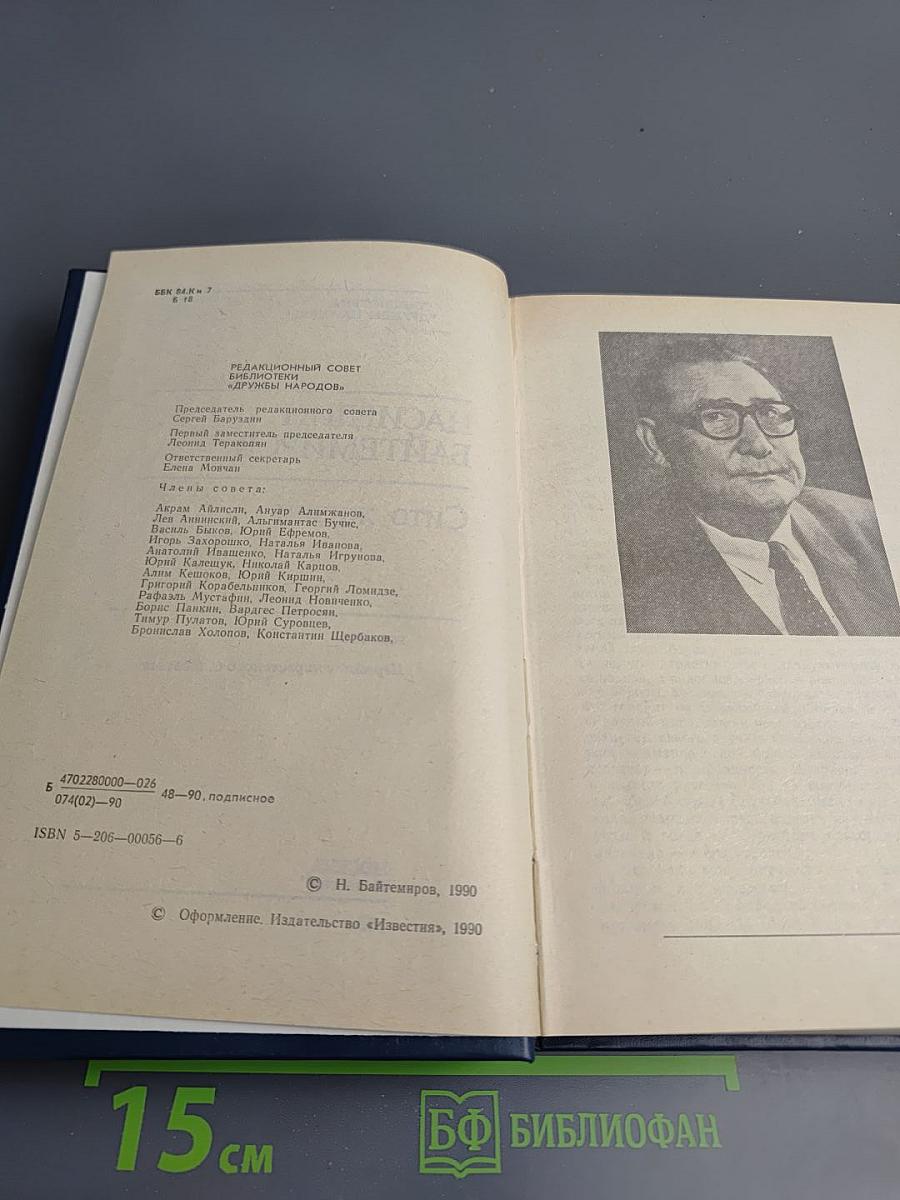 ББК 84.Ки 7
Б 18
РЕДАКЦИОННЫЙ СОВЕТ
БИБЛИОТЕКИ
«ДРУЖБЫ НАРОДОВ»
Председатель редакционного совета
Сергей Баруздин
Первый заместитель председателя
Леонид Теракопян
Ответственный секретарь
Елена Мовчан
Члены совета:
Акрам Айлисли, Ануар Алимжанов,
Лев Аннинский, Альгимантас Бучис,
Василь Быков, Юрий Ефремов,
Игорь Захорошко, Наталья Иванова,
Анатолий Иващенко, Наталья Игрунова,
Юрий Калещук, Николай Карцов,
Алим Кешоков, Юрий Киршин,
Григорий Корабельников, Георгий Ломидзе,
Рафаэль Мустафин, Леонид Новиченко,
Борис Панкин, Вардгес Петросян,
Тимур Пулатов, Юрий Суровцев,
Бронислав Холопов, Константин Щербаков,
Б 4702280000—026
074(02)—90 48—90, подписное
ISBN 5—206—00056—6
© Н. Байтемиров, 1990
© Оформление. Издательство «Известия», 1990
15 см
БФ БИБЛИОФАН